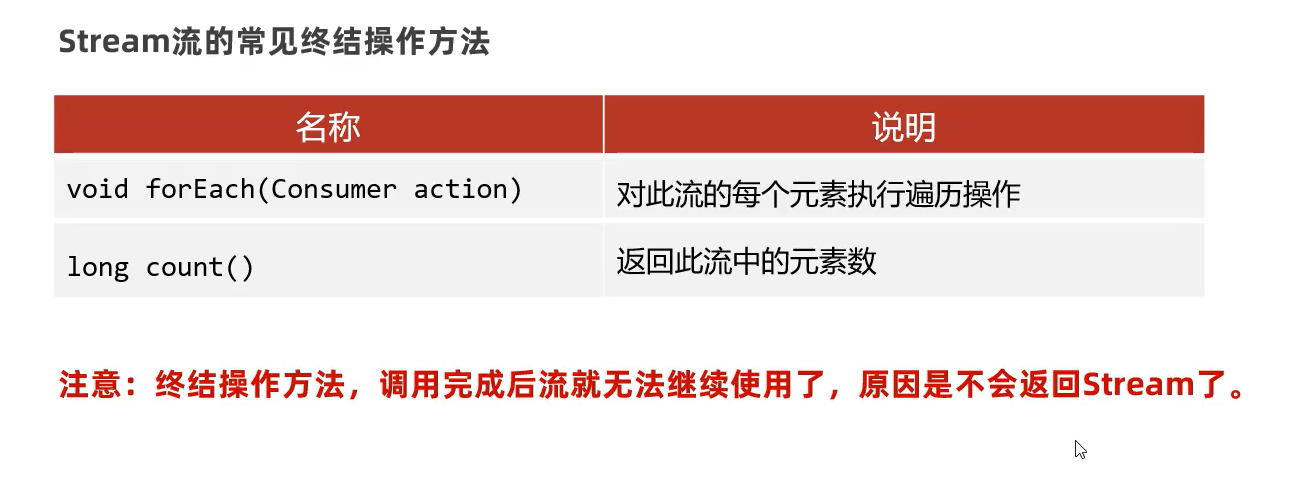 Stream流的常见终结操作方法
名称 说明
void forEach(Consumer action) 对此流的每个元素执行遍历操作
long count() 返回此流中的元素数
注意：终结操作方法，调用完成后流就无法继续使用了，原因是不会返回Stream了。